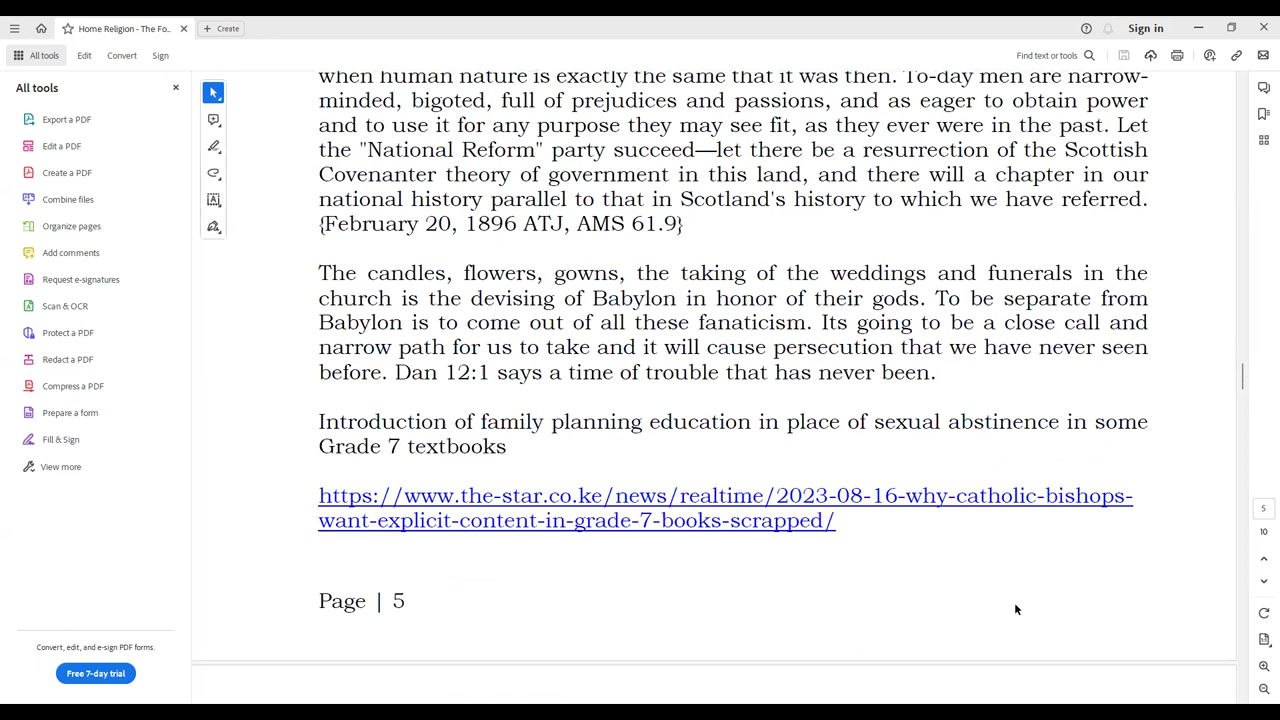 Home Religion - The Fo..
Create
Sign in
All tools
Edit
Convert
Sign
Find text or tools
All tools
Export a PDF
Edit a PDF
Create a PDF
Combine files
Organize pages
Add comments
Request e-signatures
Scan & OCR
Protect a PDF
Redact a PDF
Compress a PDF
Prepare a form
Fill & Sign
View more
Convert, edit, and e-sign PDF forms.
Free 7-day trial
when human nature is exactly the same that it was then. To-day men are narrow-
minded, bigoted, full of prejudices and passions, and as eager to obtain power
and to use it for any purpose they may see fit, as they ever were in the past. Let
the "National Reform" party succeed—let there be a resurrection of the Scottish
Covenanter theory of government in this land, and there will a chapter in our
national history parallel to that in Scotland's history to which we have referred.
{February 20, 1896 ATJ, AMS 61.9}
The candles, flowers, gowns, the taking of the weddings and funerals in the
church is the devising of Babylon in honor of their gods. To be separate from
Babylon is to come out of all these fanaticism. Its going to be a close call and
narrow path for us to take and it will cause persecution that we have never seen
before. Dan 12:1 says a time of trouble that has never been.
Introduction of family planning education in place of sexual abstinence in some
Grade 7 textbooks
https://www.the-star.co.ke/news/realtime/2023-08-16-why-catholic-bishops-
want-explicit-content-in-grade-7-books-scrapped/
Page | 5
5
10